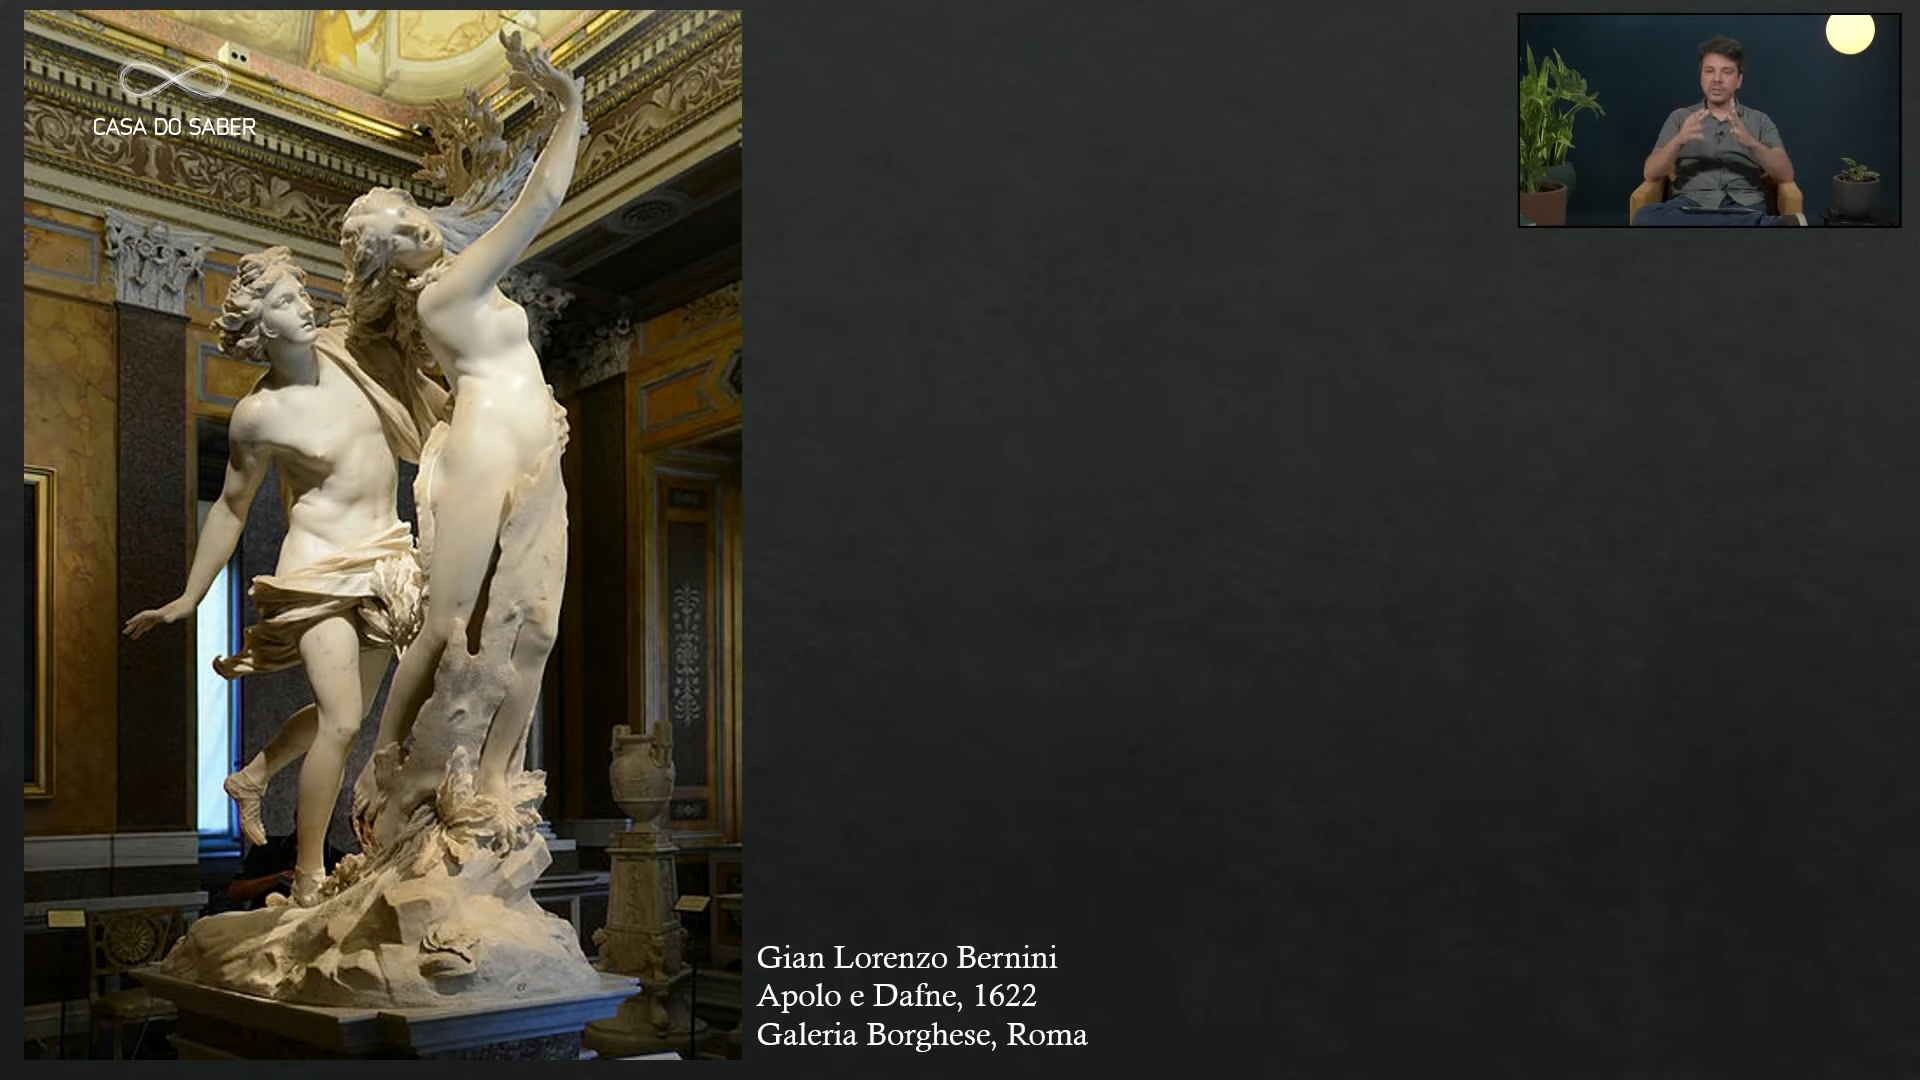 CASA DO SABER
Gian Lorenzo Bernini
Apolo e Dafne, 1622
Galeria Borghese, Roma